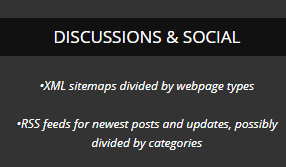 DISCUSSIONS & SOCIAL
•XML sitemaps divided by webpage types
•RSS feeds for newest posts and updates, possibly
divided by categories